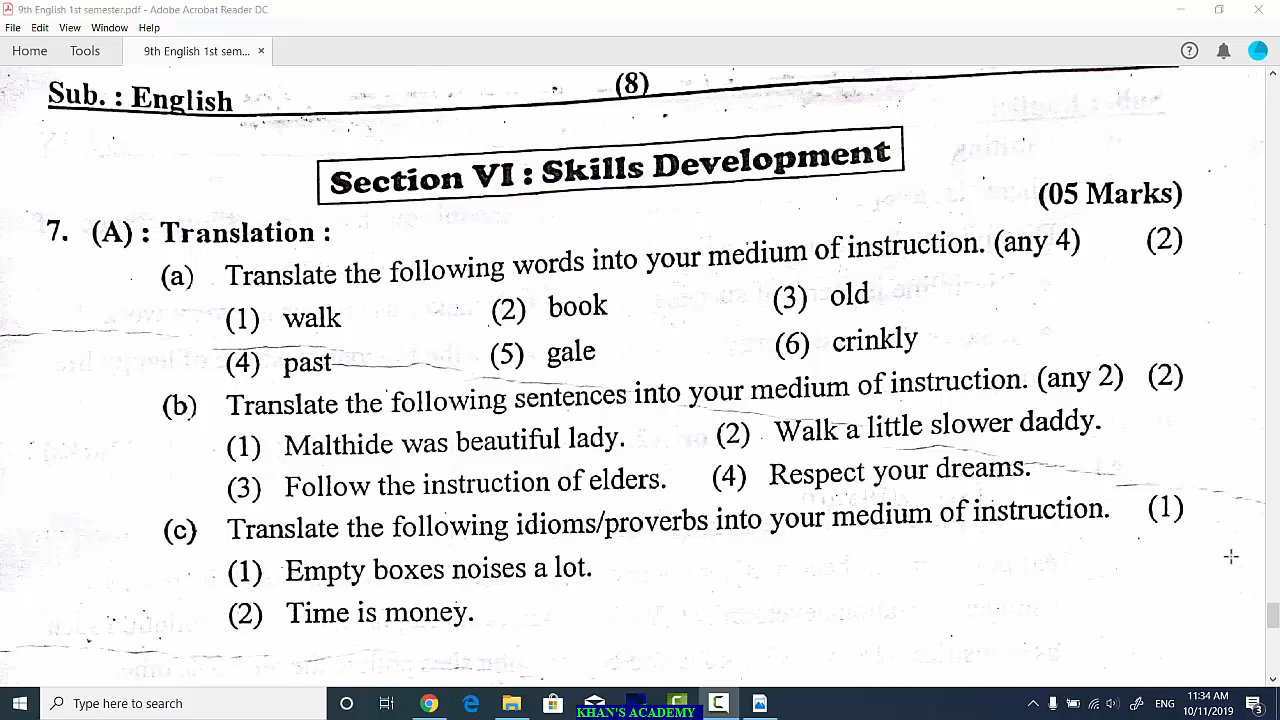 9th English 1st semester.pdf - Adobe Acrobat Reader DC
File Edit View Window Help
Home Tools 9th English 1st sem... ×
Sub. : English (8)
Section VI : Skills Development
(05 Marks)
7. (A) : Translation :
(a) Translate the following words into your medium of instruction. (any 4) (2)
(1) walk (2) book (3) old
(4) past (5) gale (6) crinkly
(b) Translate the following sentences into your medium of instruction. (any 2) (2)
(1) Malthide was beautiful lady. (2) Walk a little slower daddy.
(3) Follow the instruction of elders. (4) Respect your dreams.
(c) Translate the following idioms/proverbs into your medium of instruction. (1)
(1) Empty boxes noises a lot.
(2) Time is money.
Type here to search
KHAN'S ACADEMY
ENG
11:34 AM
10/11/2019
3